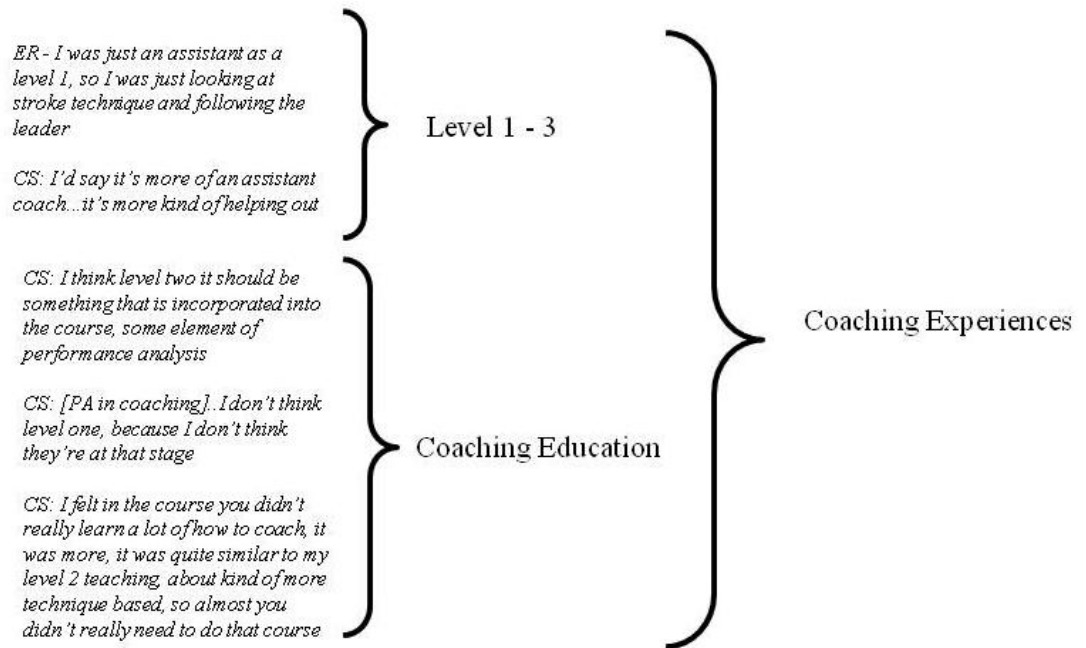 ER - I was just an assistant as a
level 1, so I was just looking at
stroke technique and following the
leader
CS: I'd say it's more of an assistant
coach...it's more kind of helping out
Level 1 - 3
CS: I think level two it should be
something that is incorporated into
the course, some element of
performance analysis
CS: [PA in coaching]..I don't think
level one, because I don't think
they're at that stage
CS: I felt in the course you didn't
really learn a lot of how to coach, it
was more, it was quite similar to my
level 2 teaching, about kind of more
technique based, so almost you
didn't really need to do that course
Coaching Education
Coaching Experiences